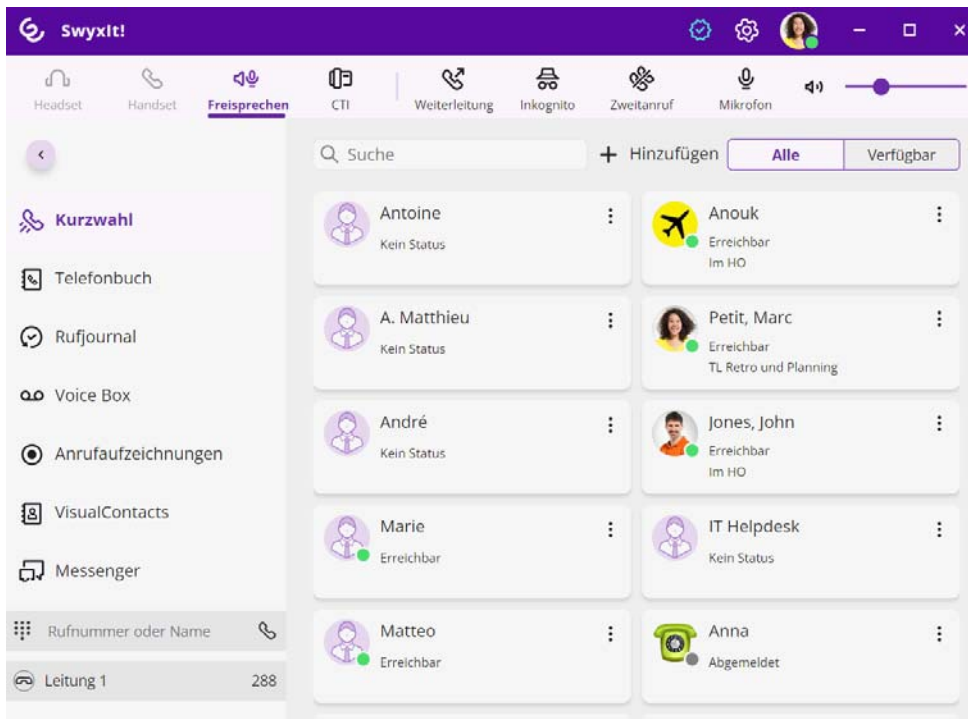 SwyxIt!
Headset
Handset
Freisprechen
CTI
Weiterleitung
Inkognito
Zweitanruf
Mikrofon
Suche
+ Hinzufügen
Alle
Verfügbar
Kurzwahl
Telefonbuch
Rufjournal
Voice Box
Anrufaufzeichnungen
VisualContacts
Messenger
Rufnummer oder Name
Leitung 1 288
Antoine
Kein Status
Anouk
Erreichbar
Im HO
A. Matthieu
Kein Status
Petit, Marc
Erreichbar
TL Retro und Planning
André
Kein Status
Jones, John
Erreichbar
Im HO
Marie
Erreichbar
IT Helpdesk
Kein Status
Matteo
Erreichbar
Anna
Abgemeldet